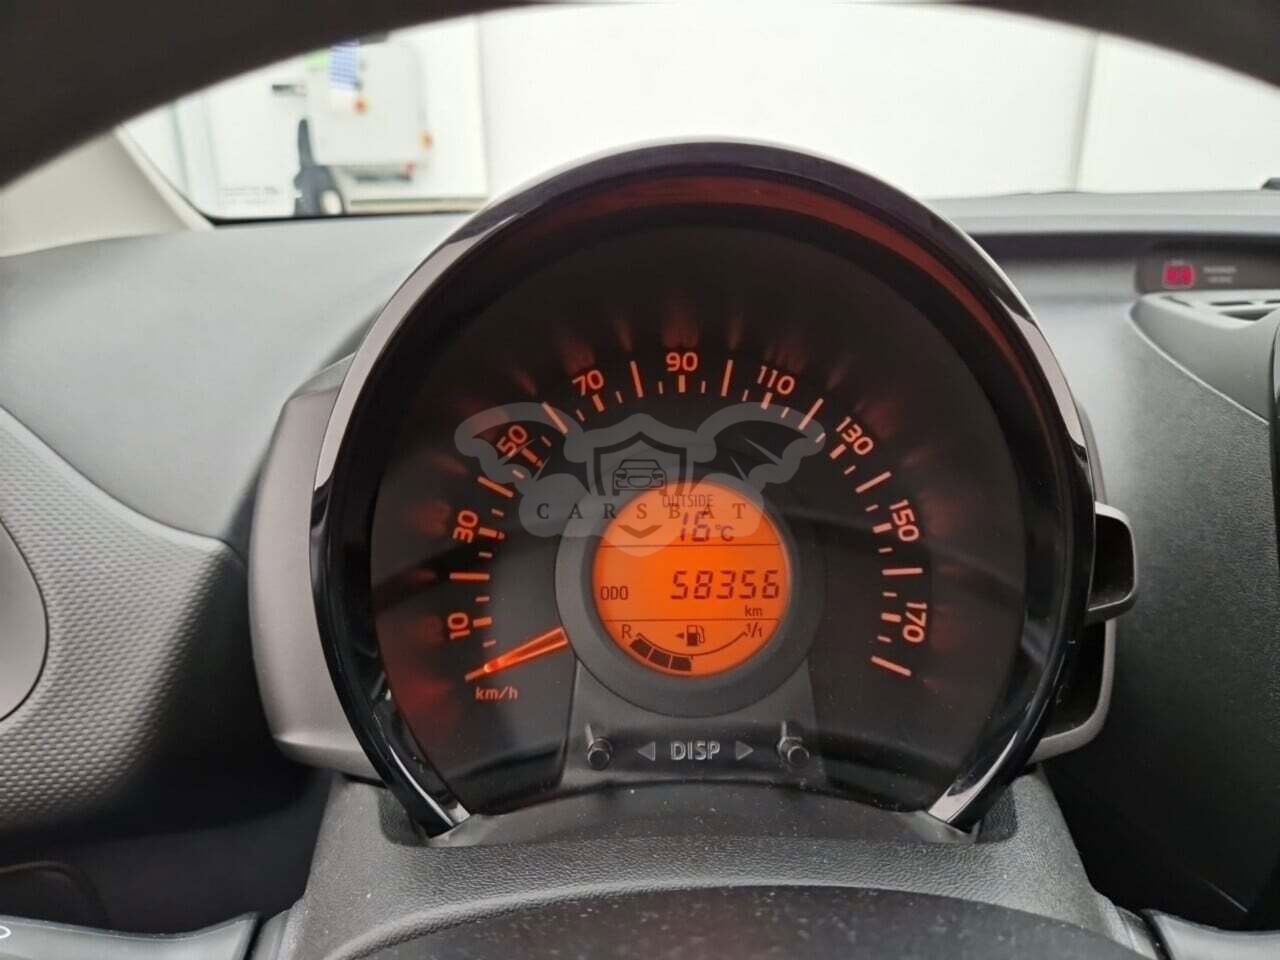 90
70
110
50
130
30
150
10
170
km/h
CARSBAT
OUTSIDE
16°C
ODO 58356
km
R 1/1
DISP